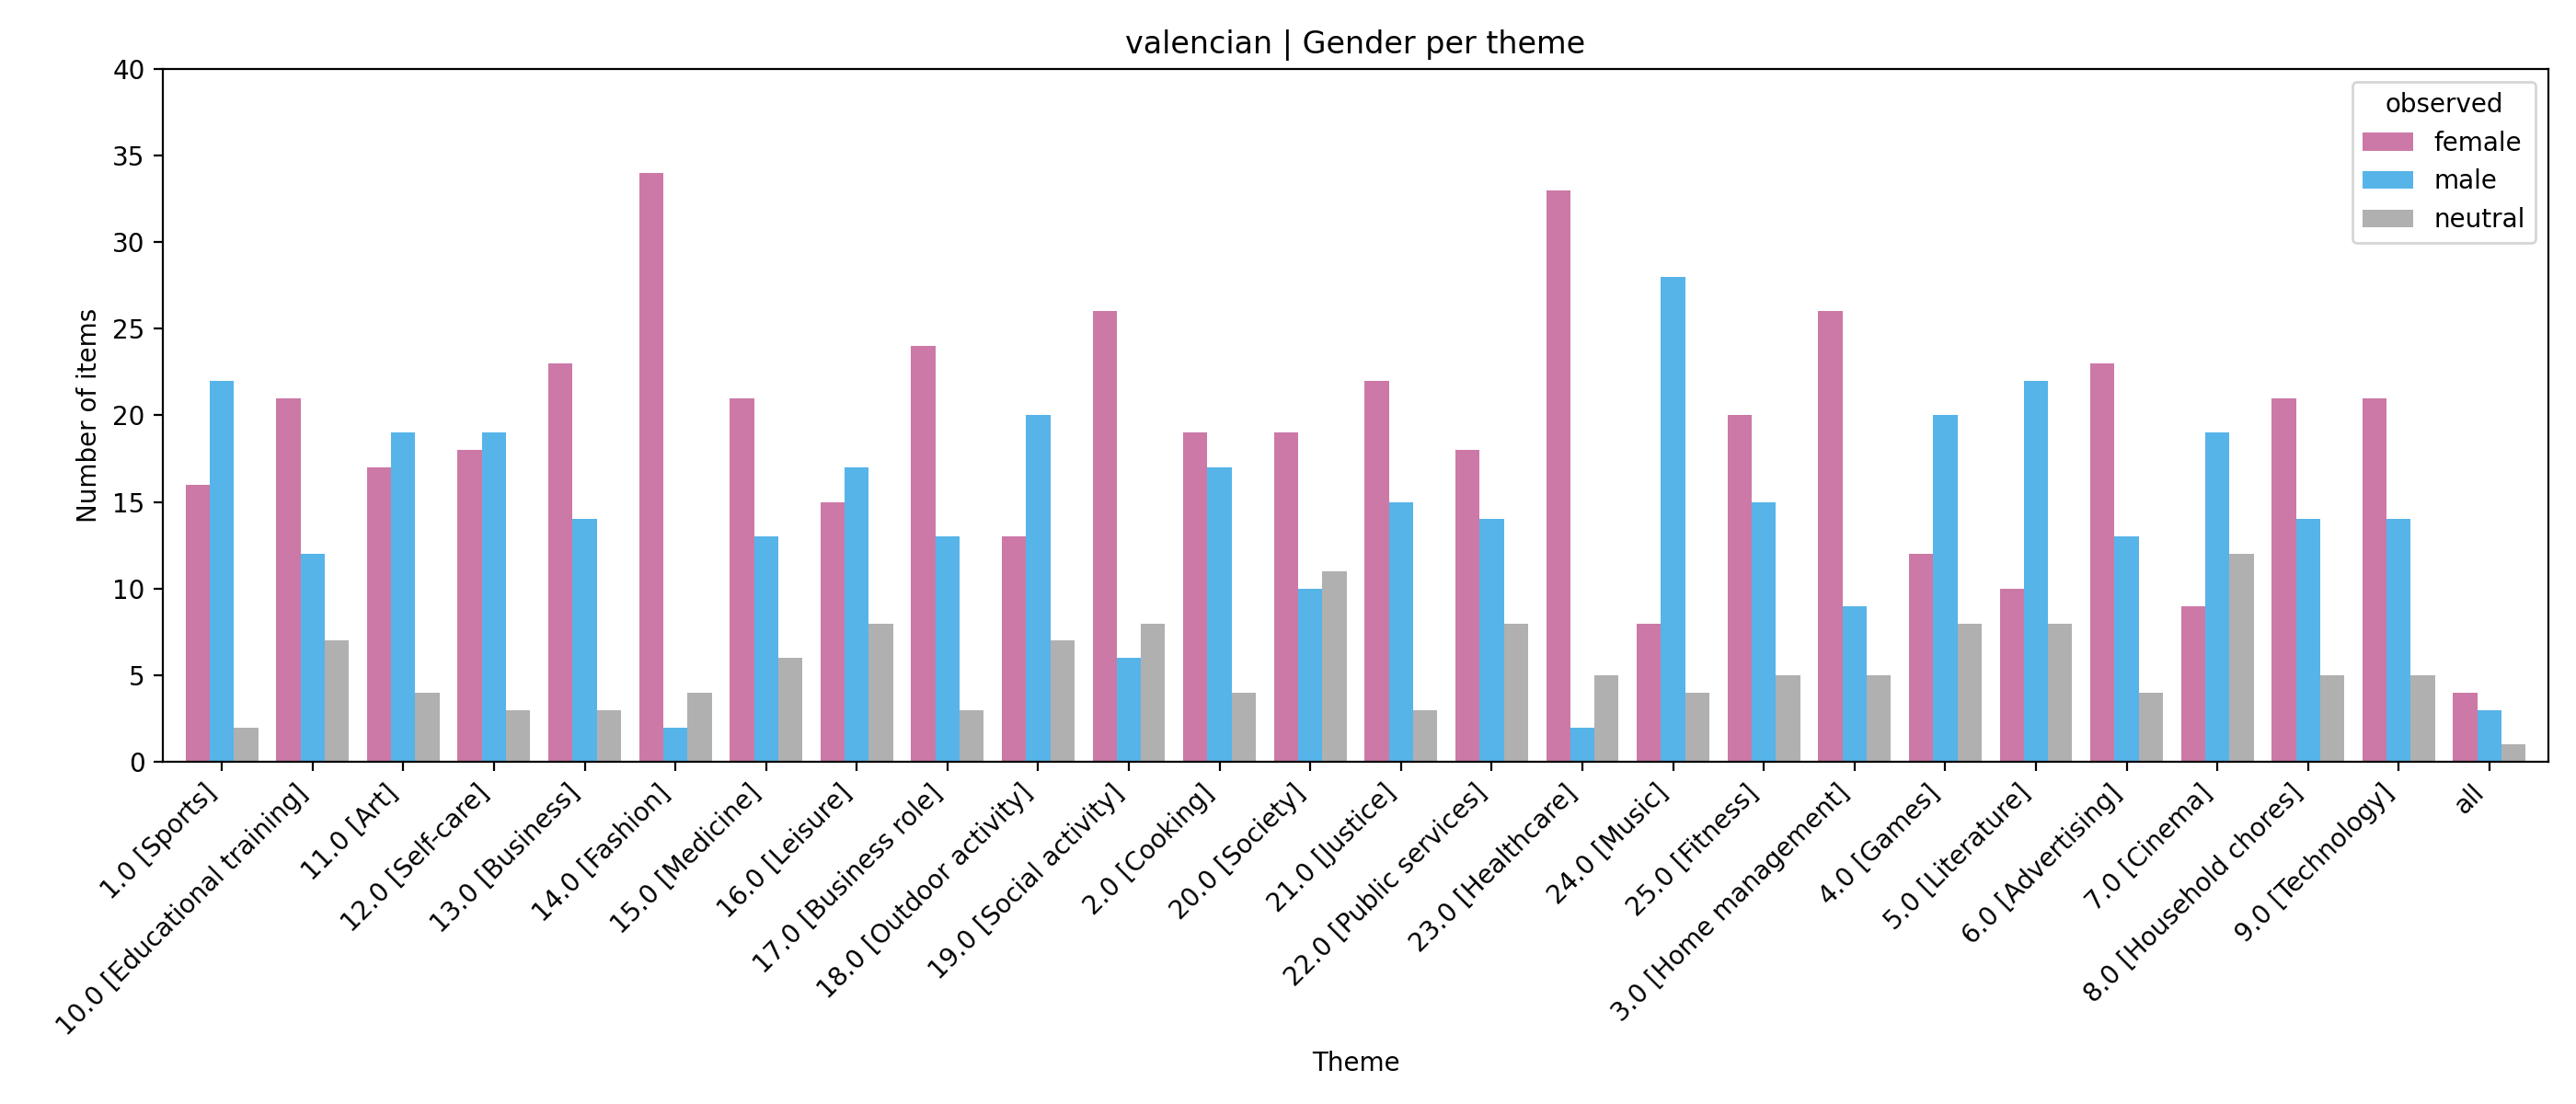 valencian | Gender per theme
40
35
30
25
20
15
10
5
0
Number of items
observed
female
male
neutral
1.0 [Sports]
10.0 [Educational training]
11.0 [Art]
12.0 [Self-care]
13.0 [Business]
14.0 [Fashion]
15.0 [Medicine]
16.0 [Leisure]
17.0 [Business role]
18.0 [Outdoor activity]
19.0 [Social activity]
2.0 [Cooking]
20.0 [Society]
21.0 [Justice]
22.0 [Public services]
23.0 [Healthcare]
24.0 [Music]
25.0 [Fitness]
3.0 [Home management]
4.0 [Games]
5.0 [Literature]
6.0 [Advertising]
7.0 [Cinema]
8.0 [Household chores]
9.0 [Technology]
all
Theme